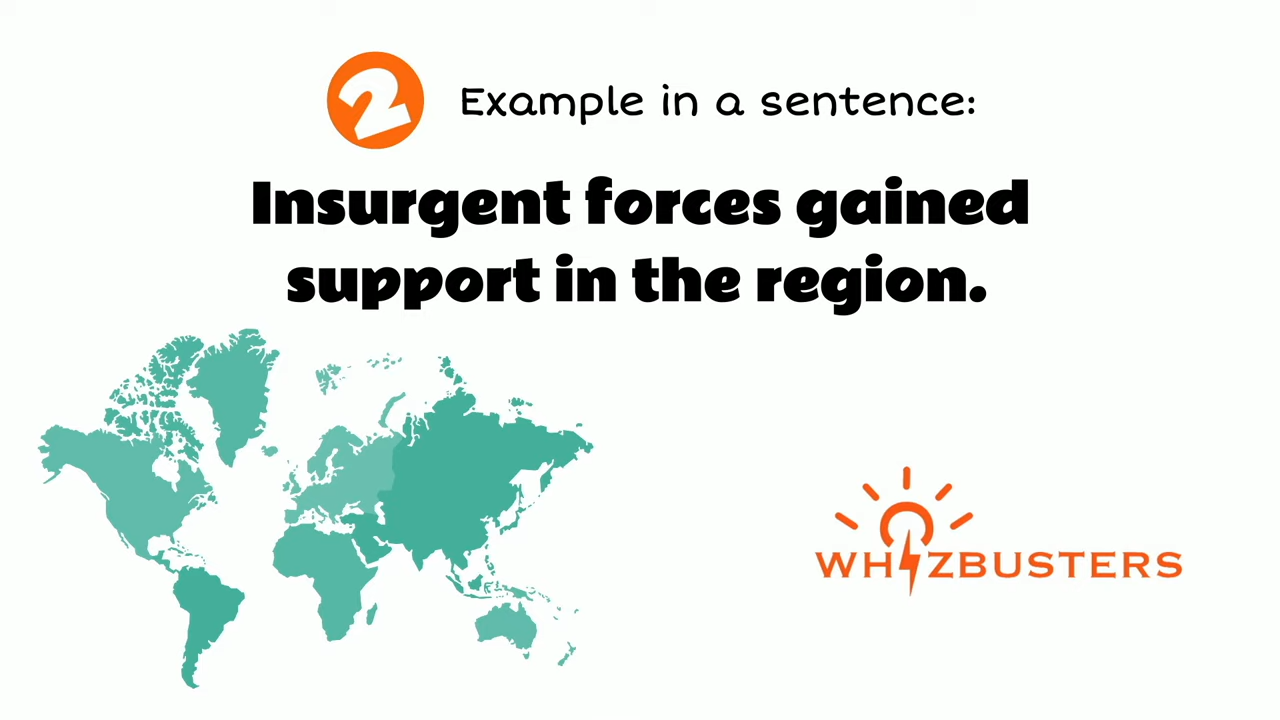 2 Example in a sentence:
Insurgent forces gained
support in the region.
WHIZBUSTERS